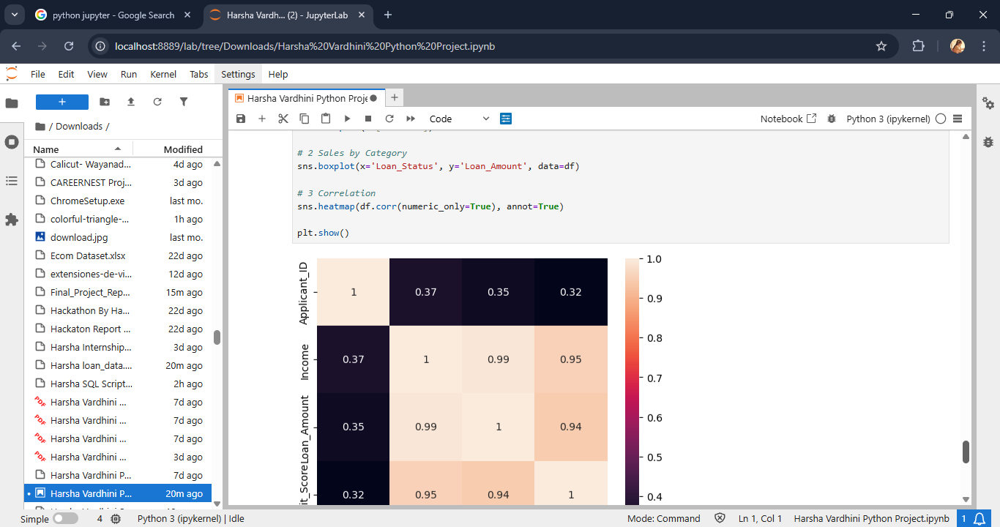 python jupyter - Google Search
Harsha Vardh... (2) - JupyterLab
localhost:8889/lab/tree/Downloads/Harsha%20Vardhini%20Python%20Project.ipynb
File Edit View Run Kernel Tabs Settings Help
/ Downloads /
Name Modified
Calicut- Wayanad... 4d ago
CAREERNEST Proj... 3d ago
ChromeSetup.exe last mo.
colorful-triangle-... 1h ago
download.jpg last mo.
Ecom Dataset.xlsx 22d ago
extensiones-de-vi... 12d ago
Final_Project_Rep... 15m ago
Hackathon By Ha... 22d ago
Hackaton Report ... 22d ago
Harsha Internship... 3d ago
Harsha loan_data.... 20m ago
Harsha SQL Script... 2h ago
PDF Harsha Vardhini ... 7d ago
PDF Harsha Vardhini ... 7d ago
PDF Harsha Vardhini ... 7d ago
PDF Harsha Vardhini ... 3d ago
Harsha Vardhini P... 7d ago
Harsha Vardhini P... 20m ago
Harsha Vardhini Python Proje
Code
Notebook
Python 3 (ipykernel)
# 2 Sales by Category
sns.boxplot(x='Loan_Status', y='Loan_Amount', data=df)
# 3 Correlation
sns.heatmap(df.corr(numeric_only=True), annot=True)
plt.show()
Applicant_ID
1 0.37 0.35 0.32
Income
0.37 1 0.99 0.95
Loan_Amount
0.35 0.99 1 0.94
it_Score
0.32 0.95 0.94 1
1.0
0.9
0.8
0.7
0.6
0.5
0.4
Simple 4 Python 3 (ipykernel) | Idle
Mode: Command Ln 1, Col 1 Harsha Vardhini Python Project.ipynb 1